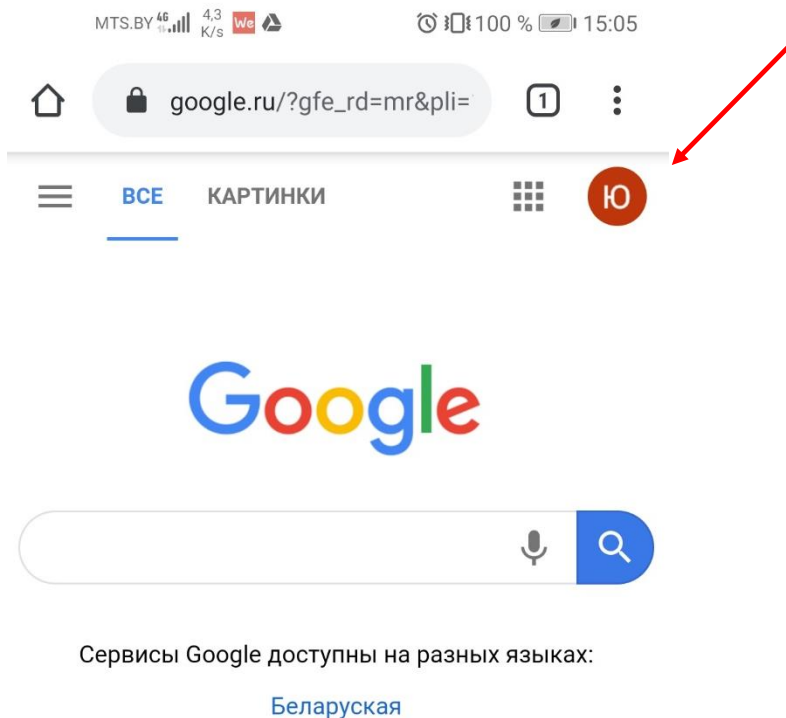 MTS.BY 4G 4,3 K/s We 100 % 15:05
google.ru/?gfe_rd=mr&pli= 1
ВСЕ КАРТИНКИ Ю
Google
Сервисы Google доступны на разных языках:
Беларуская